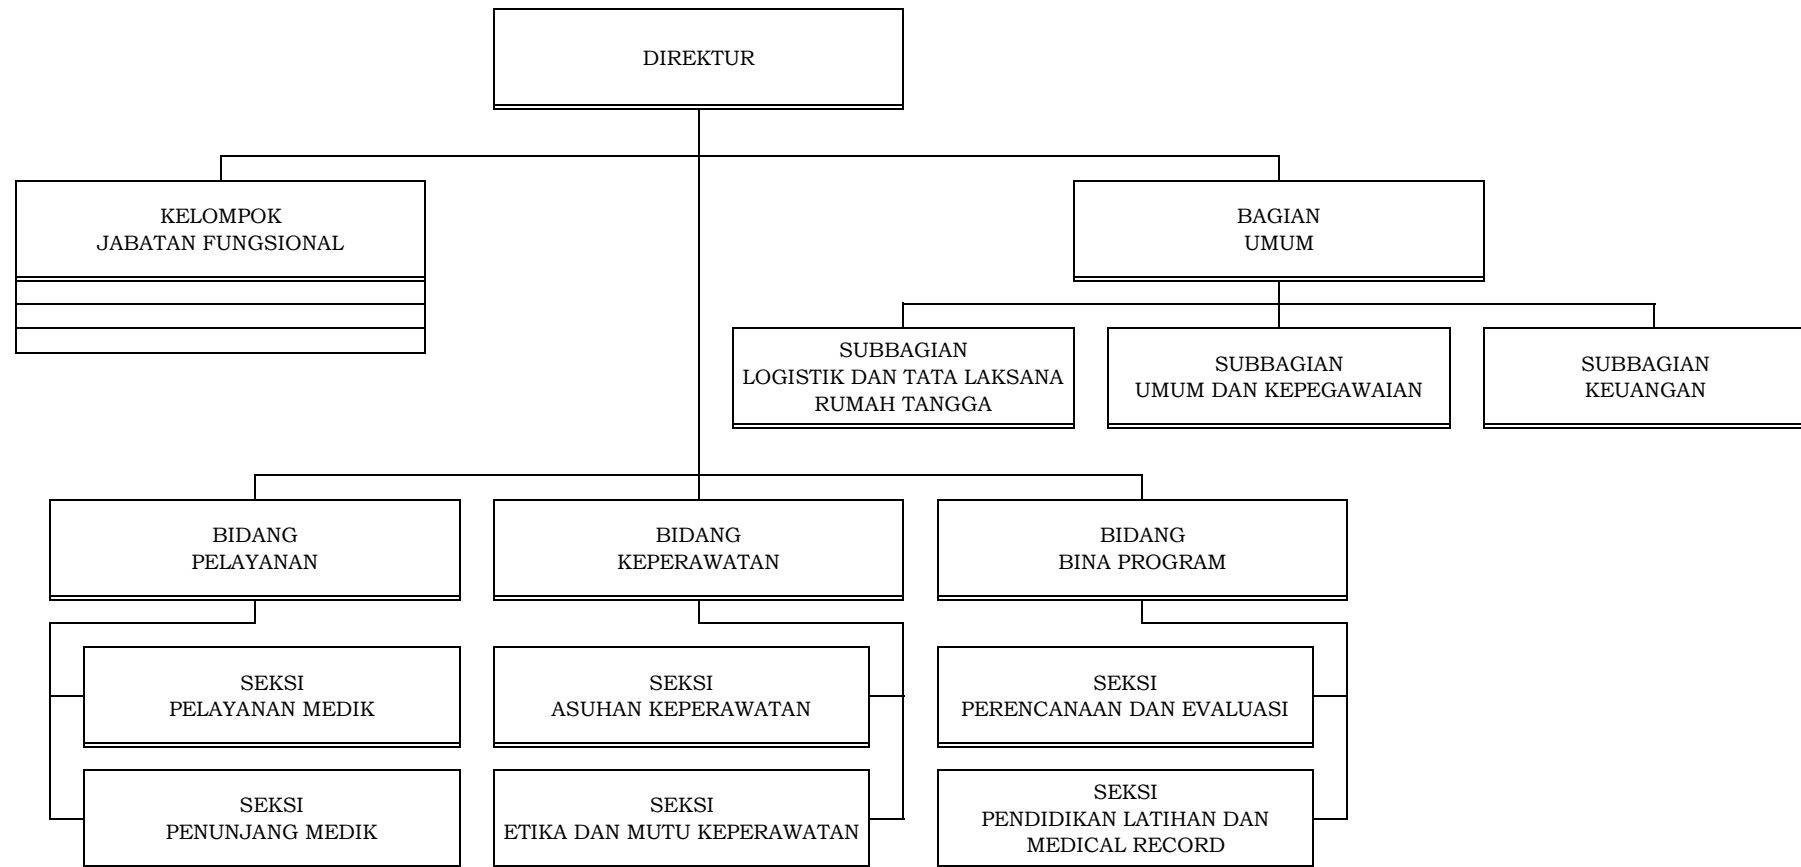 DIREKTUR
KELOMPOK
JABATAN FUNGSIONAL
BAGIAN
UMUM
SUBBAGIAN
LOGISTIK DAN TATA LAKSANA
RUMAH TANGGA
SUBBAGIAN
UMUM DAN KEPEGAWAIAN
SUBBAGIAN
KEUANGAN
BIDANG
PELAYANAN
BIDANG
KEPERAWATAN
BIDANG
BINA PROGRAM
SEKSI
PELAYANAN MEDIK
SEKSI
ASUHAN KEPERAWATAN
SEKSI
PERENCANAAN DAN EVALUASI
SEKSI
PENUNJANG MEDIK
SEKSI
ETIKA DAN MUTU KEPERAWATAN
SEKSI
PENDIDIKAN LATIHAN DAN
MEDICAL RECORD